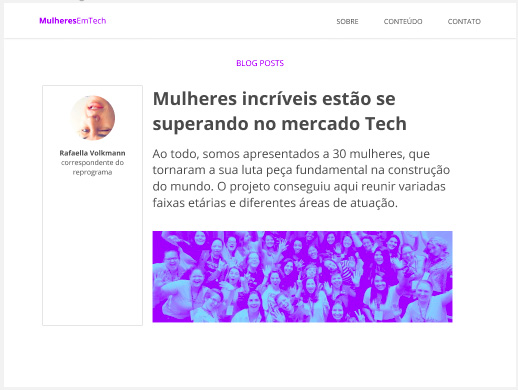 MulheresEmTech
SOBRE CONTEÚDO CONTATO
BLOG POSTS
Rafaella Volkmann
correspondente do
reprograma
Mulheres incríveis estão se
superando no mercado Tech
Ao todo, somos apresentados a 30 mulheres, que
tornaram a sua luta peça fundamental na construção
do mundo. O projeto conseguiu aqui reunir variadas
faixas etárias e diferentes áreas de atuação.